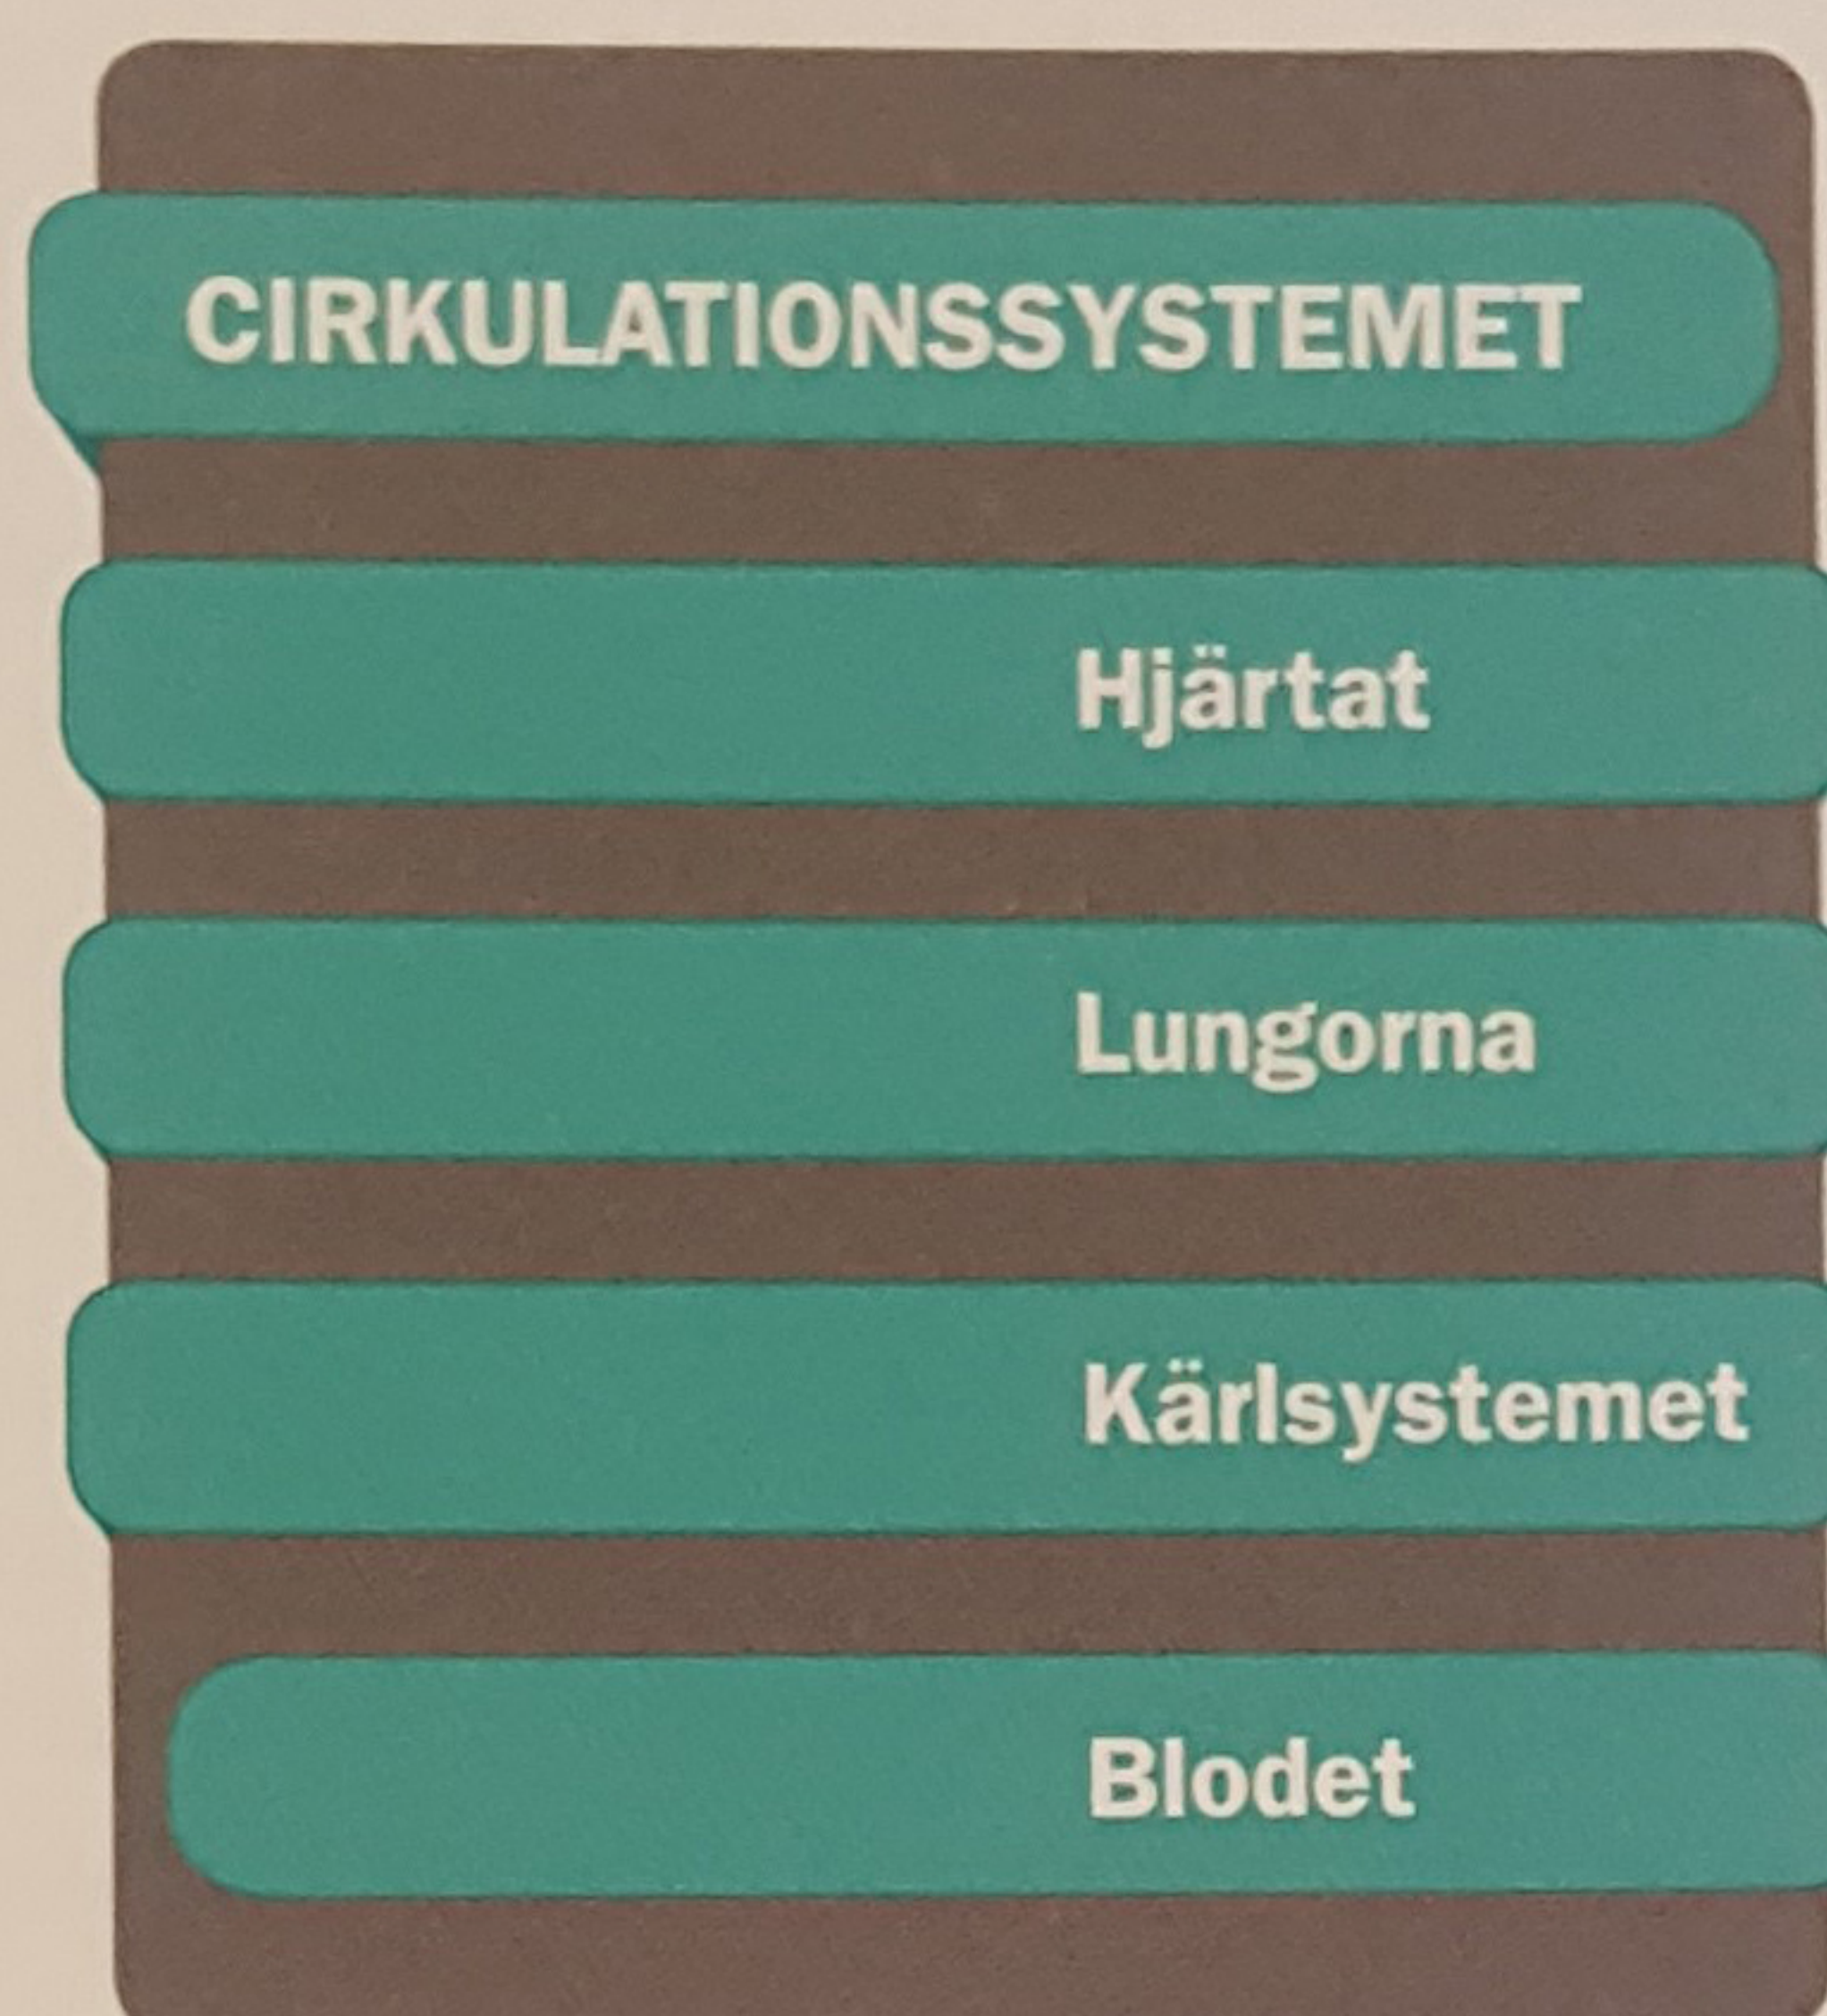 CIRKULATIONSSYSTEMET
Hjärtat
Lungorna
Kärlsystemet
Blodet